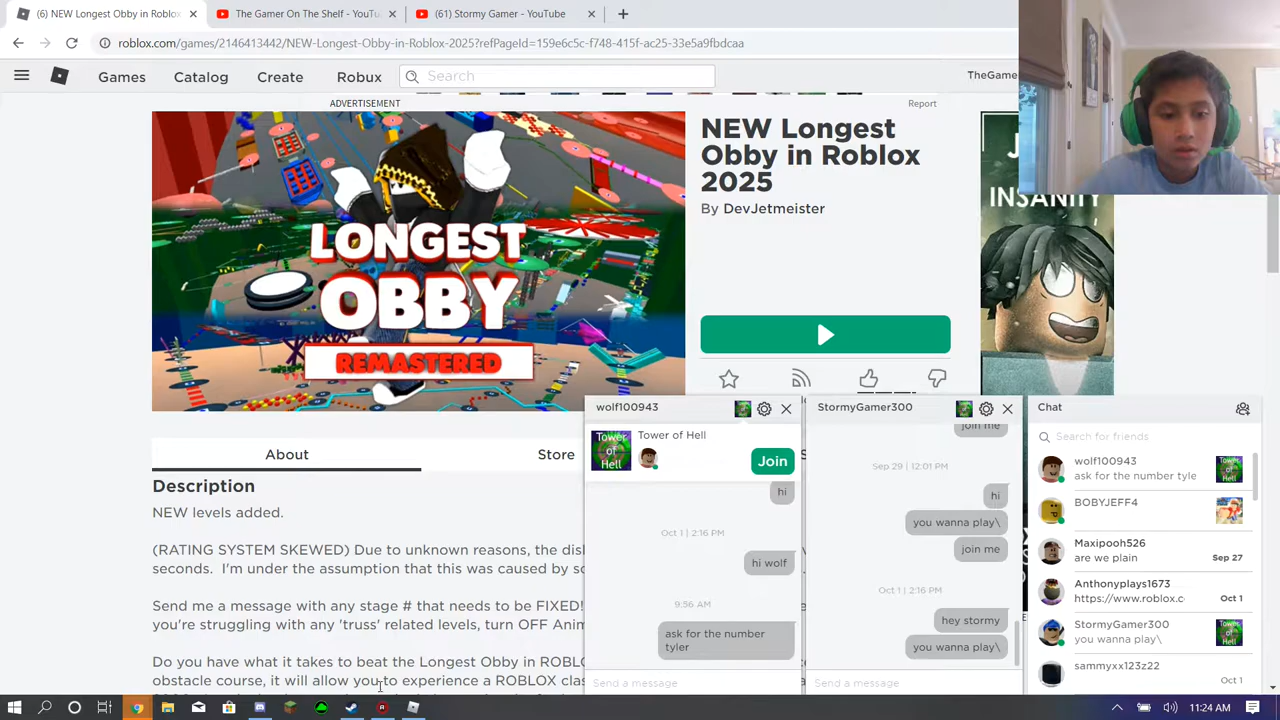 (6) NEW Longest Obby in Roblox
The Gamer On The Shelf - YouTu
(61) Stormy Gamer - YouTube
roblox.com/games/2146413442/NEW-Longest-Obby-in-Roblox-2025?refPageId=159e6c5c-f748-415f-ac25-33e5a9fbdcaa
Games
Catalog
Create
Robux
Search
TheGame
ADVERTISEMENT
Report
LONGEST
OBBY
REMASTERED
NEW Longest
Obby in Roblox
2025
By DevJetmeister
INSANITY
About
Store
Description
NEW levels added.
(RATING SYSTEM SKEWED) Due to unknown reasons, the disl
seconds. I'm under the assumption that this was caused by so
Send me a message with any stage # that needs to be FIXED!
you're struggling with any 'truss' related levels, turn OFF Anim
Do you have what it takes to beat the Longest Obby in ROBLO
obstacle course, it will allow you to experience a ROBLOX clas
wolf100943
Tower of Hell
Tower
of
Hell
Join
hi
Oct 1 | 2:16 PM
hi wolf
9:56 AM
ask for the number
tyler
Send a message
StormyGamer300
join me
Sep 29 | 12:01 PM
hi
you wanna play\
join me
Oct 1 | 2:16 PM
hey stormy
you wanna play\
Send a message
Chat
Search for friends
wolf100943
ask for the number tyle
BOBYJEFF4
Maxipooh526
are we plain
Sep 27
Anthonyplays1673
https://www.roblox.c
Oct 1
StormyGamer300
you wanna play\
sammyxx123z22
Oct 1
11:24 AM